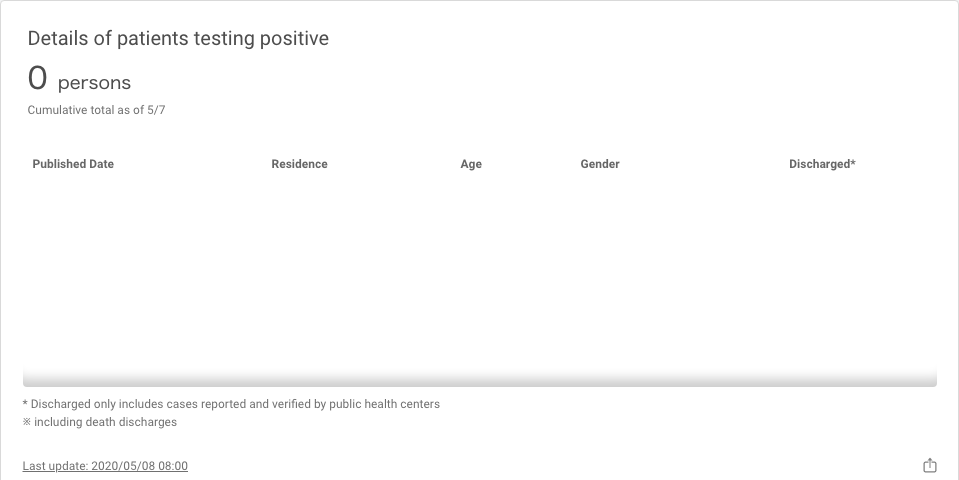 Details of patients testing positive
0 persons
Cumulative total as of 5/7
Published Date Residence Age Gender Discharged*
* Discharged only includes cases reported and verified by public health centers
※ including death discharges
Last update: 2020/05/08 08:00